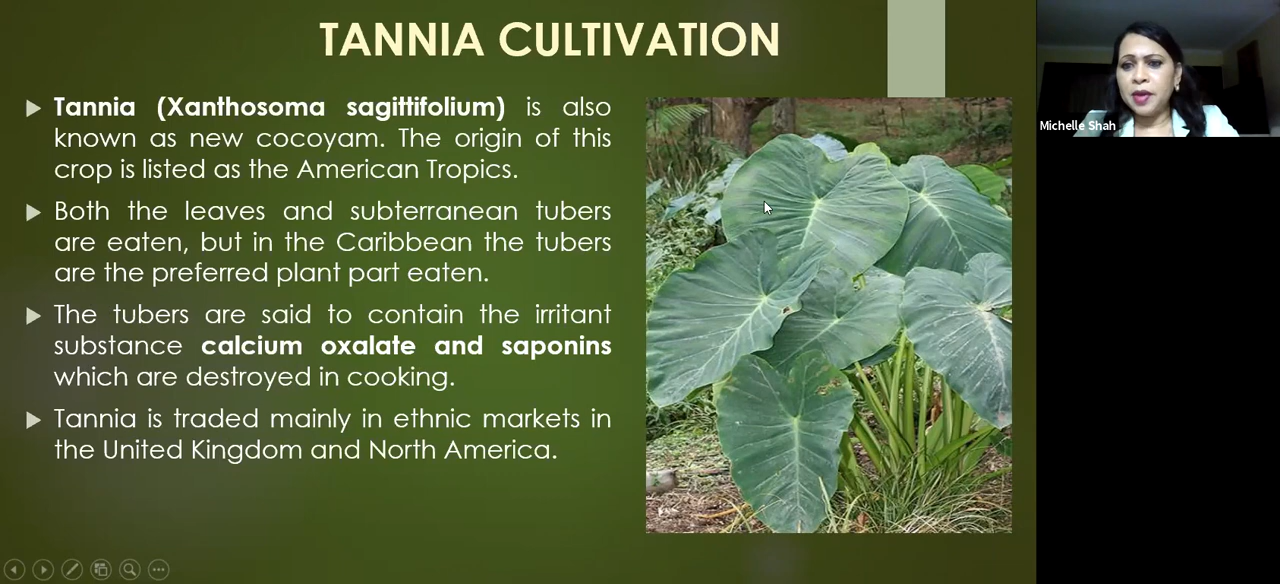 TANNIA CULTIVATION
Tannia (Xanthosoma sagittifolium) is also
known as new cocoyam. The origin of this
crop is listed as the American Tropics.
Both the leaves and subterranean tubers
are eaten, but in the Caribbean the tubers
are the preferred plant part eaten.
The tubers are said to contain the irritant
substance calcium oxalate and saponins
which are destroyed in cooking.
Tannia is traded mainly in ethnic markets in
the United Kingdom and North America.
Michelle Shah